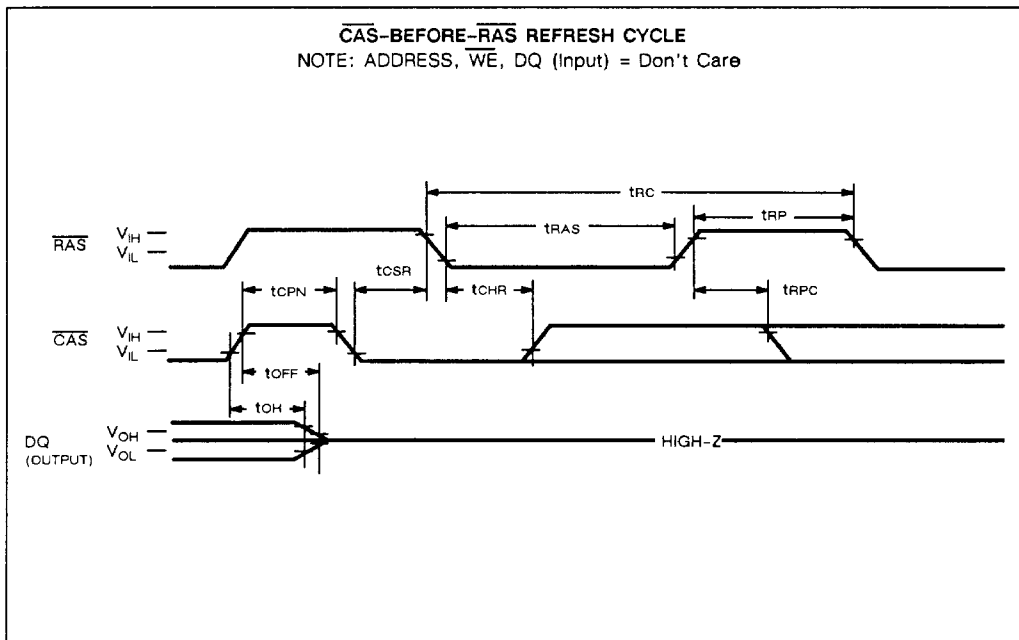 CAS-BEFORE-RAS REFRESH CYCLE
NOTE: ADDRESS, WE, DQ (Input) = Don't Care
tRC
RAS
VIH
VIL
tRAS
tRP
tCSR
tCPN
tCHR
tRPC
CAS
VIH
VIL
tOFF
tOH
DQ
(OUTPUT)
VOH
VOL
HIGH-Z